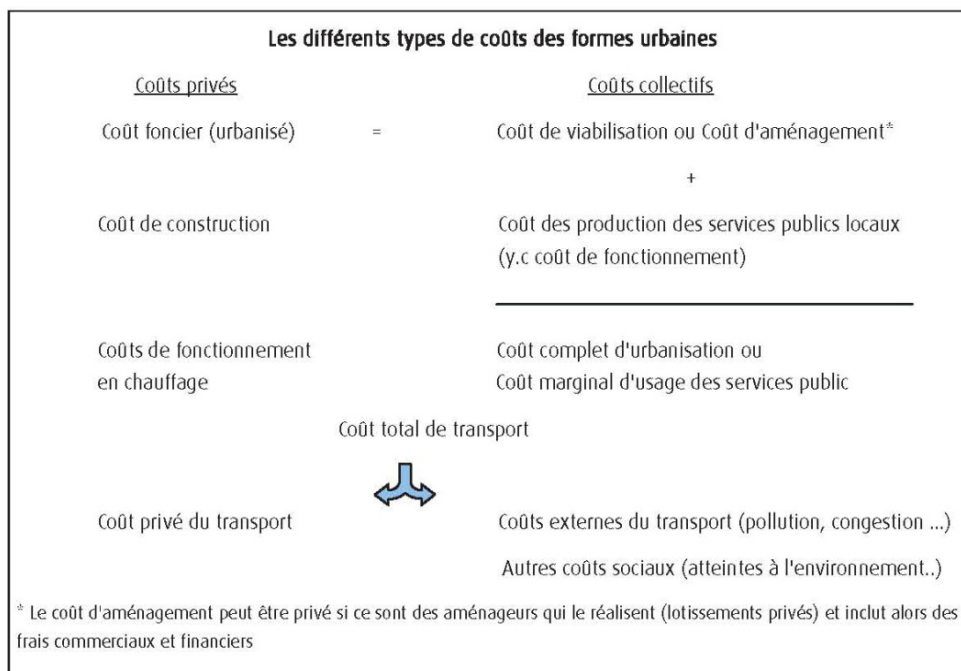 Les différents types de coûts des formes urbaines
Coûts privés
Coûts collectifs
Coût foncier (urbanisé) = Coût de viabilisation ou Coût d'aménagement*
+
Coût de construction
Coût des production des services publics locaux
(y.c coût de fonctionnement)
Coûts de fonctionnement
en chauffage
Coût complet d'urbanisation ou
Coût marginal d'usage des services public
Coût total de transport
Coût privé du transport
Coûts externes du transport (pollution, congestion ...)
Autres coûts sociaux (atteintes à l'environnement..)
* Le coût d'aménagement peut être privé si ce sont des aménageurs qui le réalisent (lotissements privés) et inclut alors des
frais commerciaux et financiers